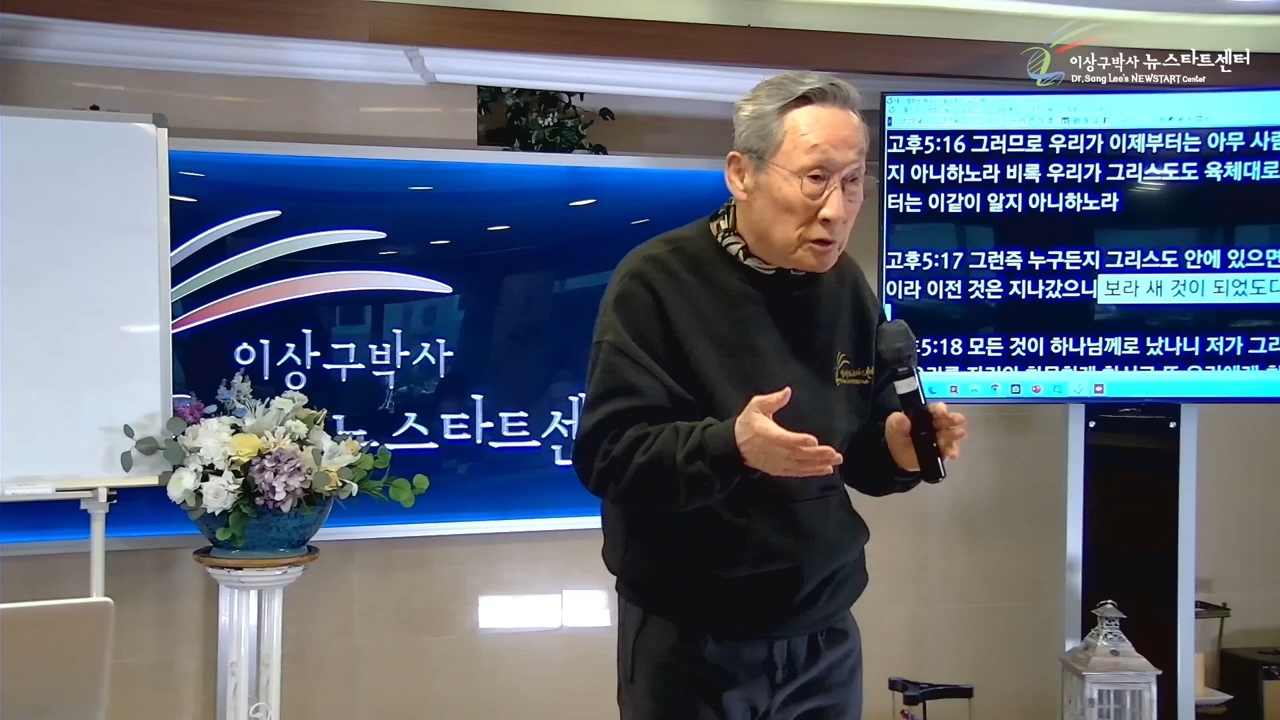 이상구박사 뉴스타트센터
Dr. Sang Lee's NEWSTART Center
고후5:16 그러므로 우리가 이제부터는 아무 사람
지 아니하노라 비록 우리가 그리스도도 육체대로
터는 이같이 알지 아니하노라
고후5:17 그런즉 누구든지 그리스도 안에 있으면
이라 이전 것은 지나갔으니 보라 새 것이 되었도다
5:18 모든 것이 하나님께로 났나니 저가 그리
이상구박사
뉴스타트센